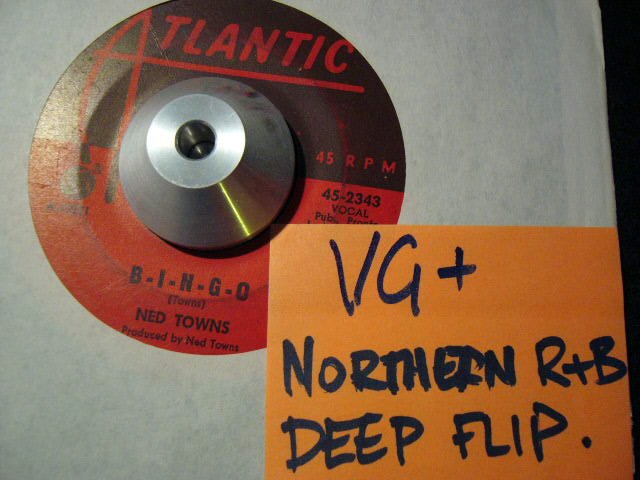 ATLANTIC
45 RPM
45-2343
VOCAL
B-I-N-G-O
(Towns)
NED TOWNS
Produced by Ned Towns
VG+
NORTHERN R+B
DEEP FLIP.